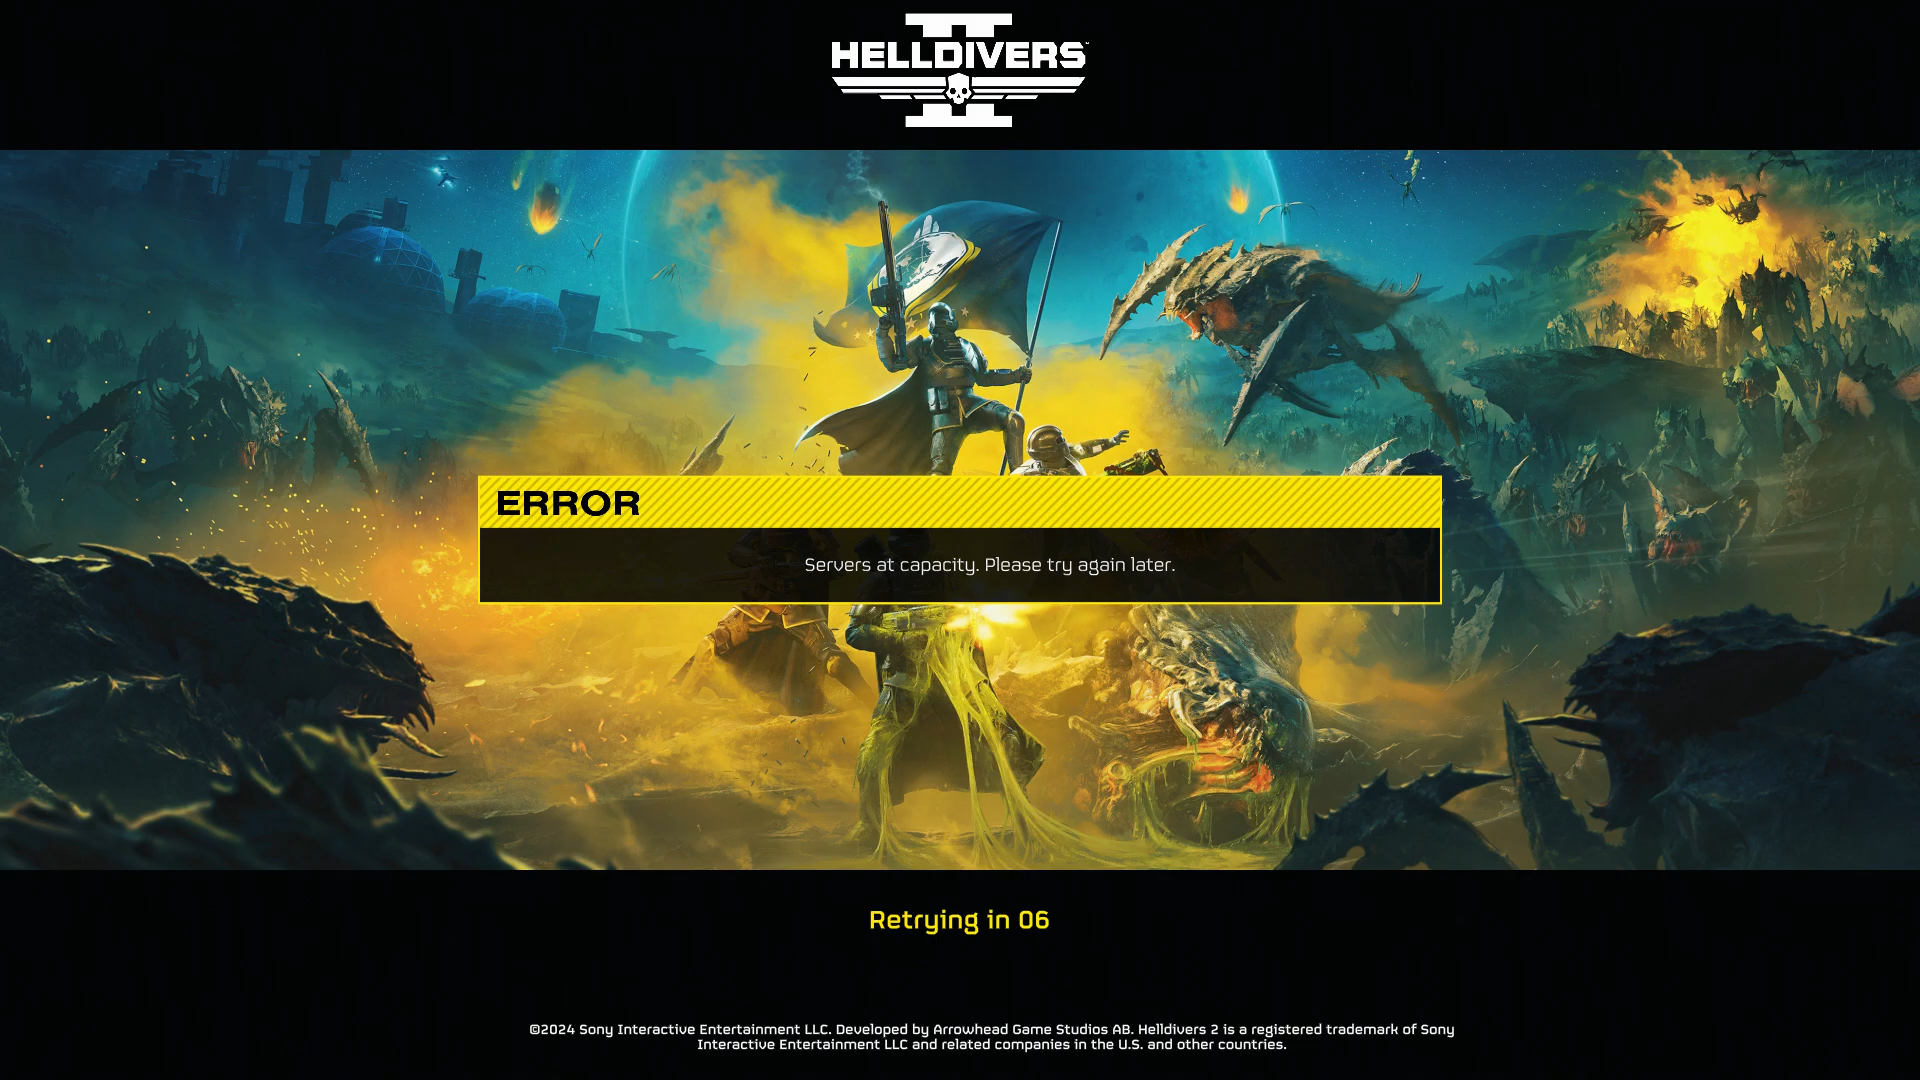 HELLDIVERS™
ERROR
Servers at capacity. Please try again later.
Retrying in 06
©2024 Sony Interactive Entertainment LLC. Developed by Arrowhead Game Studios AB. Helldivers 2 is a registered trademark of Sony
Interactive Entertainment LLC and related companies in the U.S. and other countries.